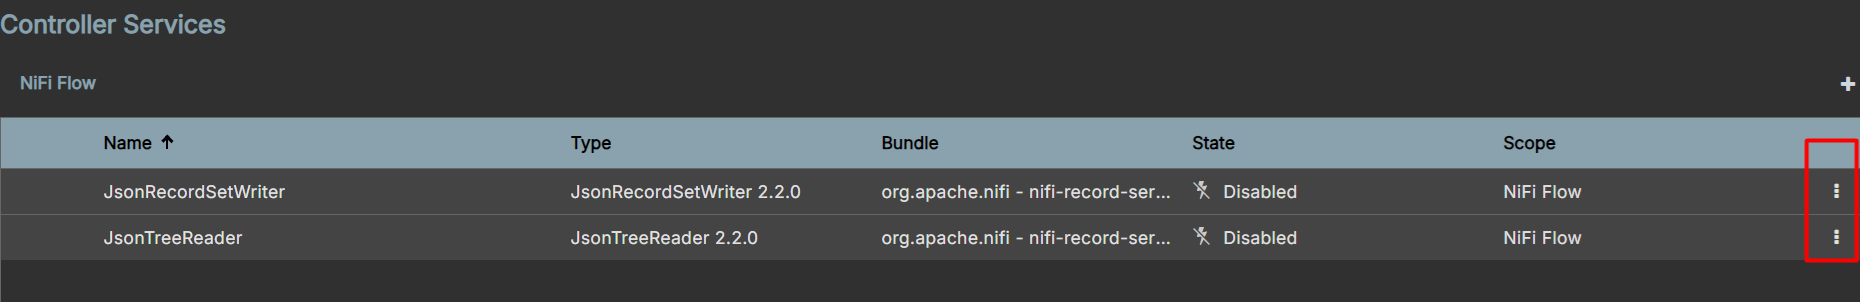 Controller Services
NiFi Flow
Name Type Bundle State Scope
JsonRecordSetWriter JsonRecordSetWriter 2.2.0 org.apache.nifi - nifi-record-ser... Disabled NiFi Flow
JsonTreeReader JsonTreeReader 2.2.0 org.apache.nifi - nifi-record-ser... Disabled NiFi Flow